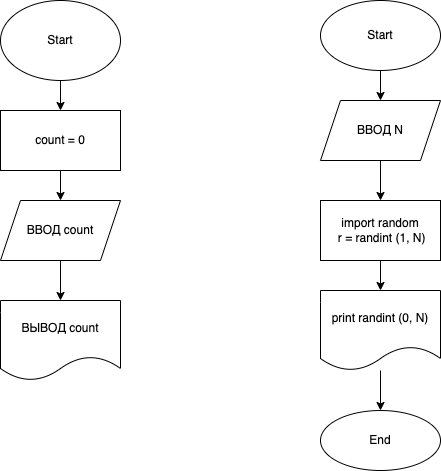 Start
count = 0
ВВОД count
ВЫВОД count
Start
ВВОД N
import random
r = randint (1, N)
print randint (0, N)
End